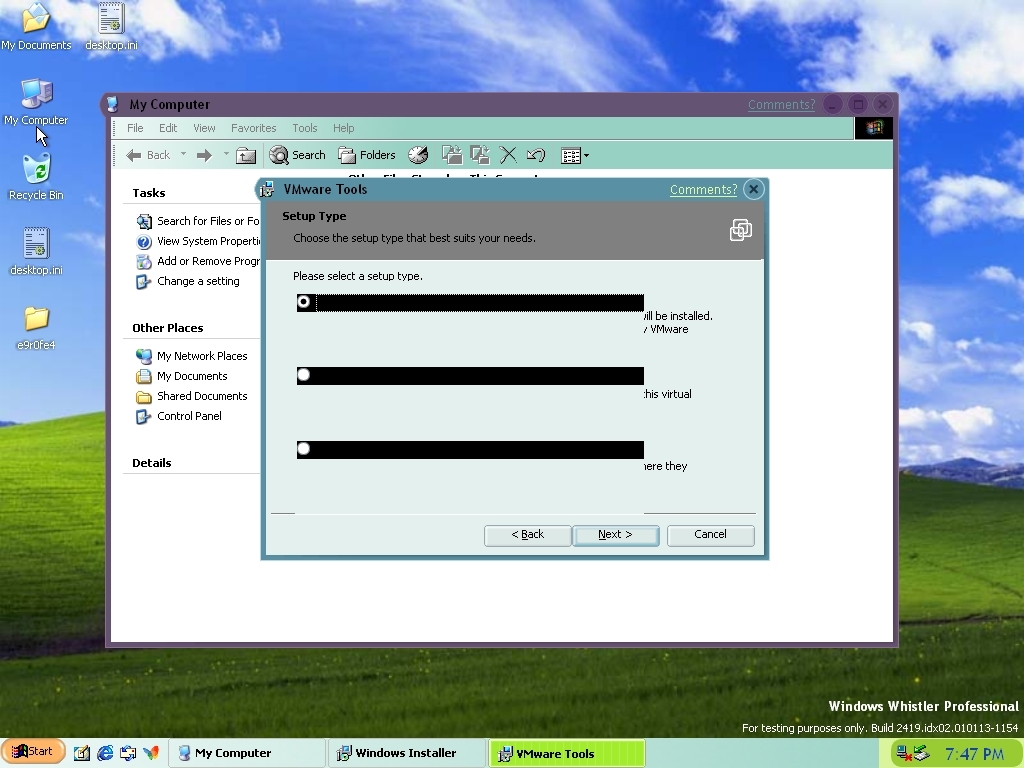 My Documents
desktop.ini
My Computer
Recycle Bin
desktop.ini
e9r0fe4
My Computer
Comments?
File Edit View Favorites Tools Help
Back Search Folders
Tasks
Search for Files or Fo
View System Properti
Add or Remove Progr
Change a setting
Other Places
My Network Places
My Documents
Shared Documents
Control Panel
Details
VMware Tools
Comments?
Setup Type
Choose the setup type that best suits your needs.
Please select a setup type.
will be installed.
VMware
this virtual
here they
< Back Next > Cancel
Windows Whistler Professional
For testing purposes only. Build 2419.idx02.010113-1154
Start My Computer Windows Installer VMware Tools 7:47 PM